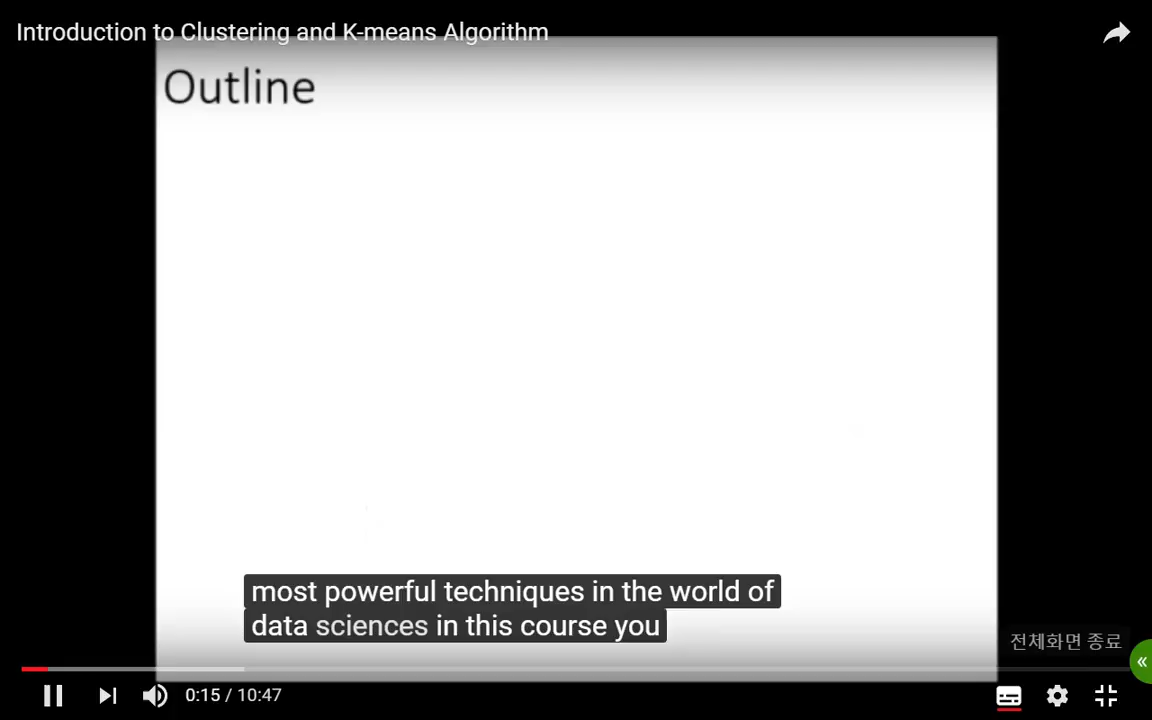 Introduction to Clustering and K-means Algorithm
Outline
most powerful techniques in the world of
data sciences in this course you
전체화면 종료
«
0:15 / 10:47